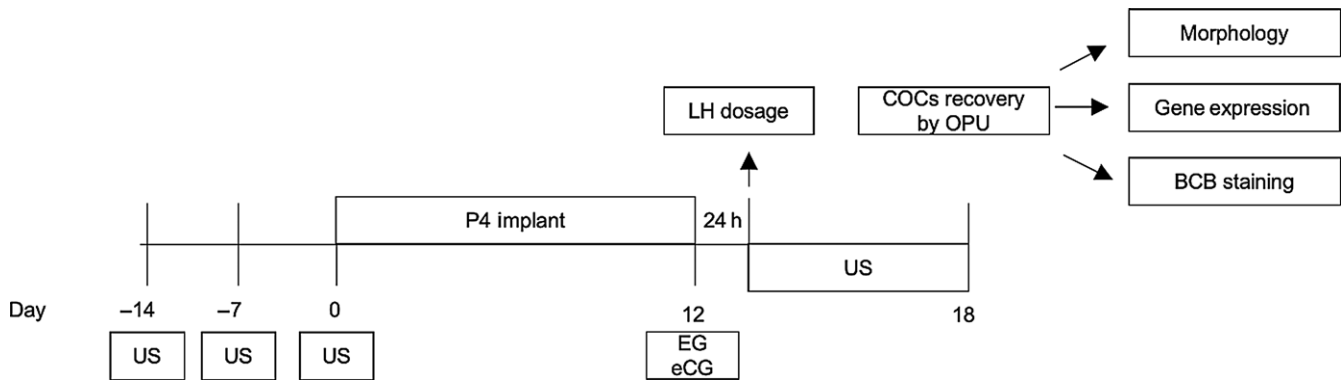 Morphology
LH dosage
COCs recovery
by OPU
Gene expression
BCB staining
P4 implant
24 h
US
Day
–14
–7
0
12
18
US
US
US
EG
eCG